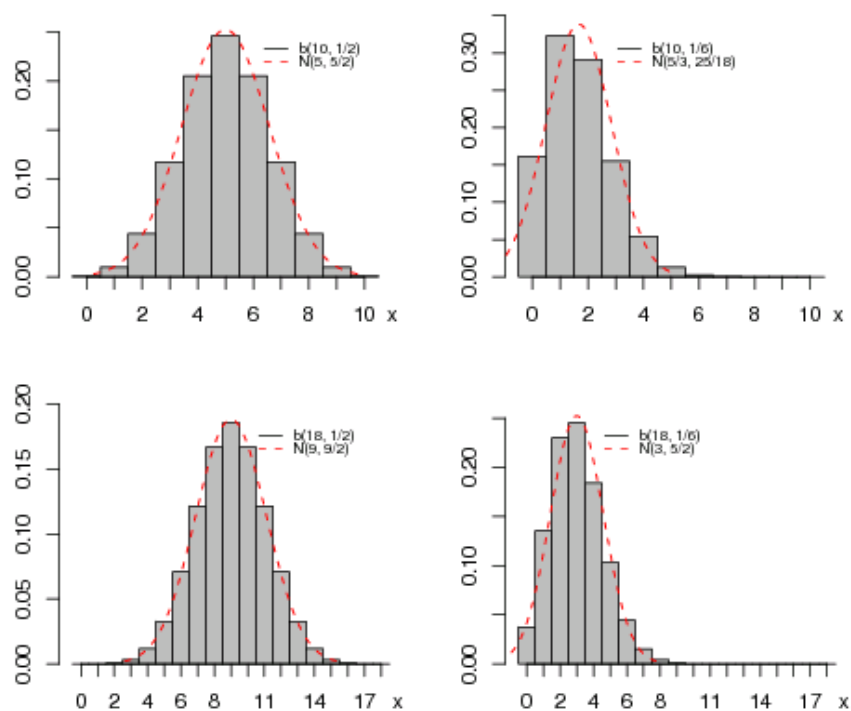 b(10, 1/2)
N(5, 5/2)
0.20
0.10
0.00
0 2 4 6 8 10 x
b(10, 1/6)
N(5/3, 25/18)
0.30
0.20
0.10
0.00
0 2 4 6 8 10 x
b(18, 1/2)
N(9, 9/2)
0.20
0.15
0.10
0.05
0.00
0 2 4 6 8 11 14 17 x
b(18, 1/6)
N(3, 5/2)
0.20
0.10
0.00
0 2 4 6 8 11 14 17 x